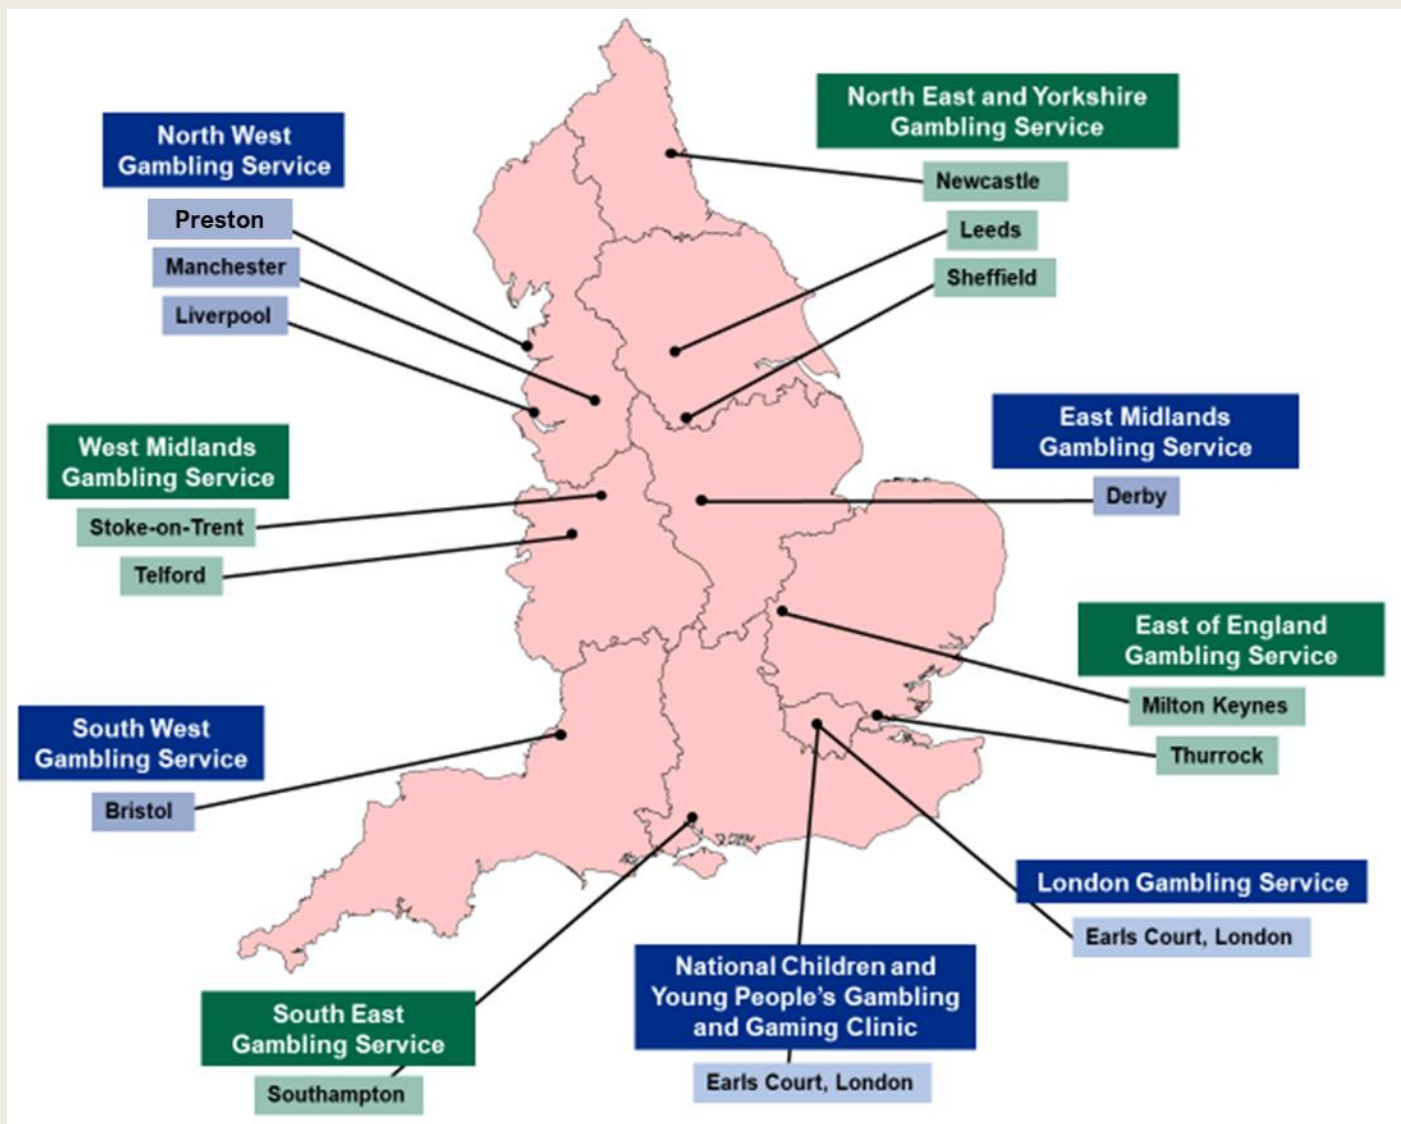 North West
Gambling Service
Preston
Manchester
Liverpool
North East and Yorkshire
Gambling Service
Newcastle
Leeds
Sheffield
West Midlands
Gambling Service
Stoke-on-Trent
Telford
East Midlands
Gambling Service
Derby
East of England
Gambling Service
Milton Keynes
Thurrock
South West
Gambling Service
Bristol
London Gambling Service
Earls Court, London
National Children and
Young People's Gambling
and Gaming Clinic
Earls Court, London
South East
Gambling Service
Southampton